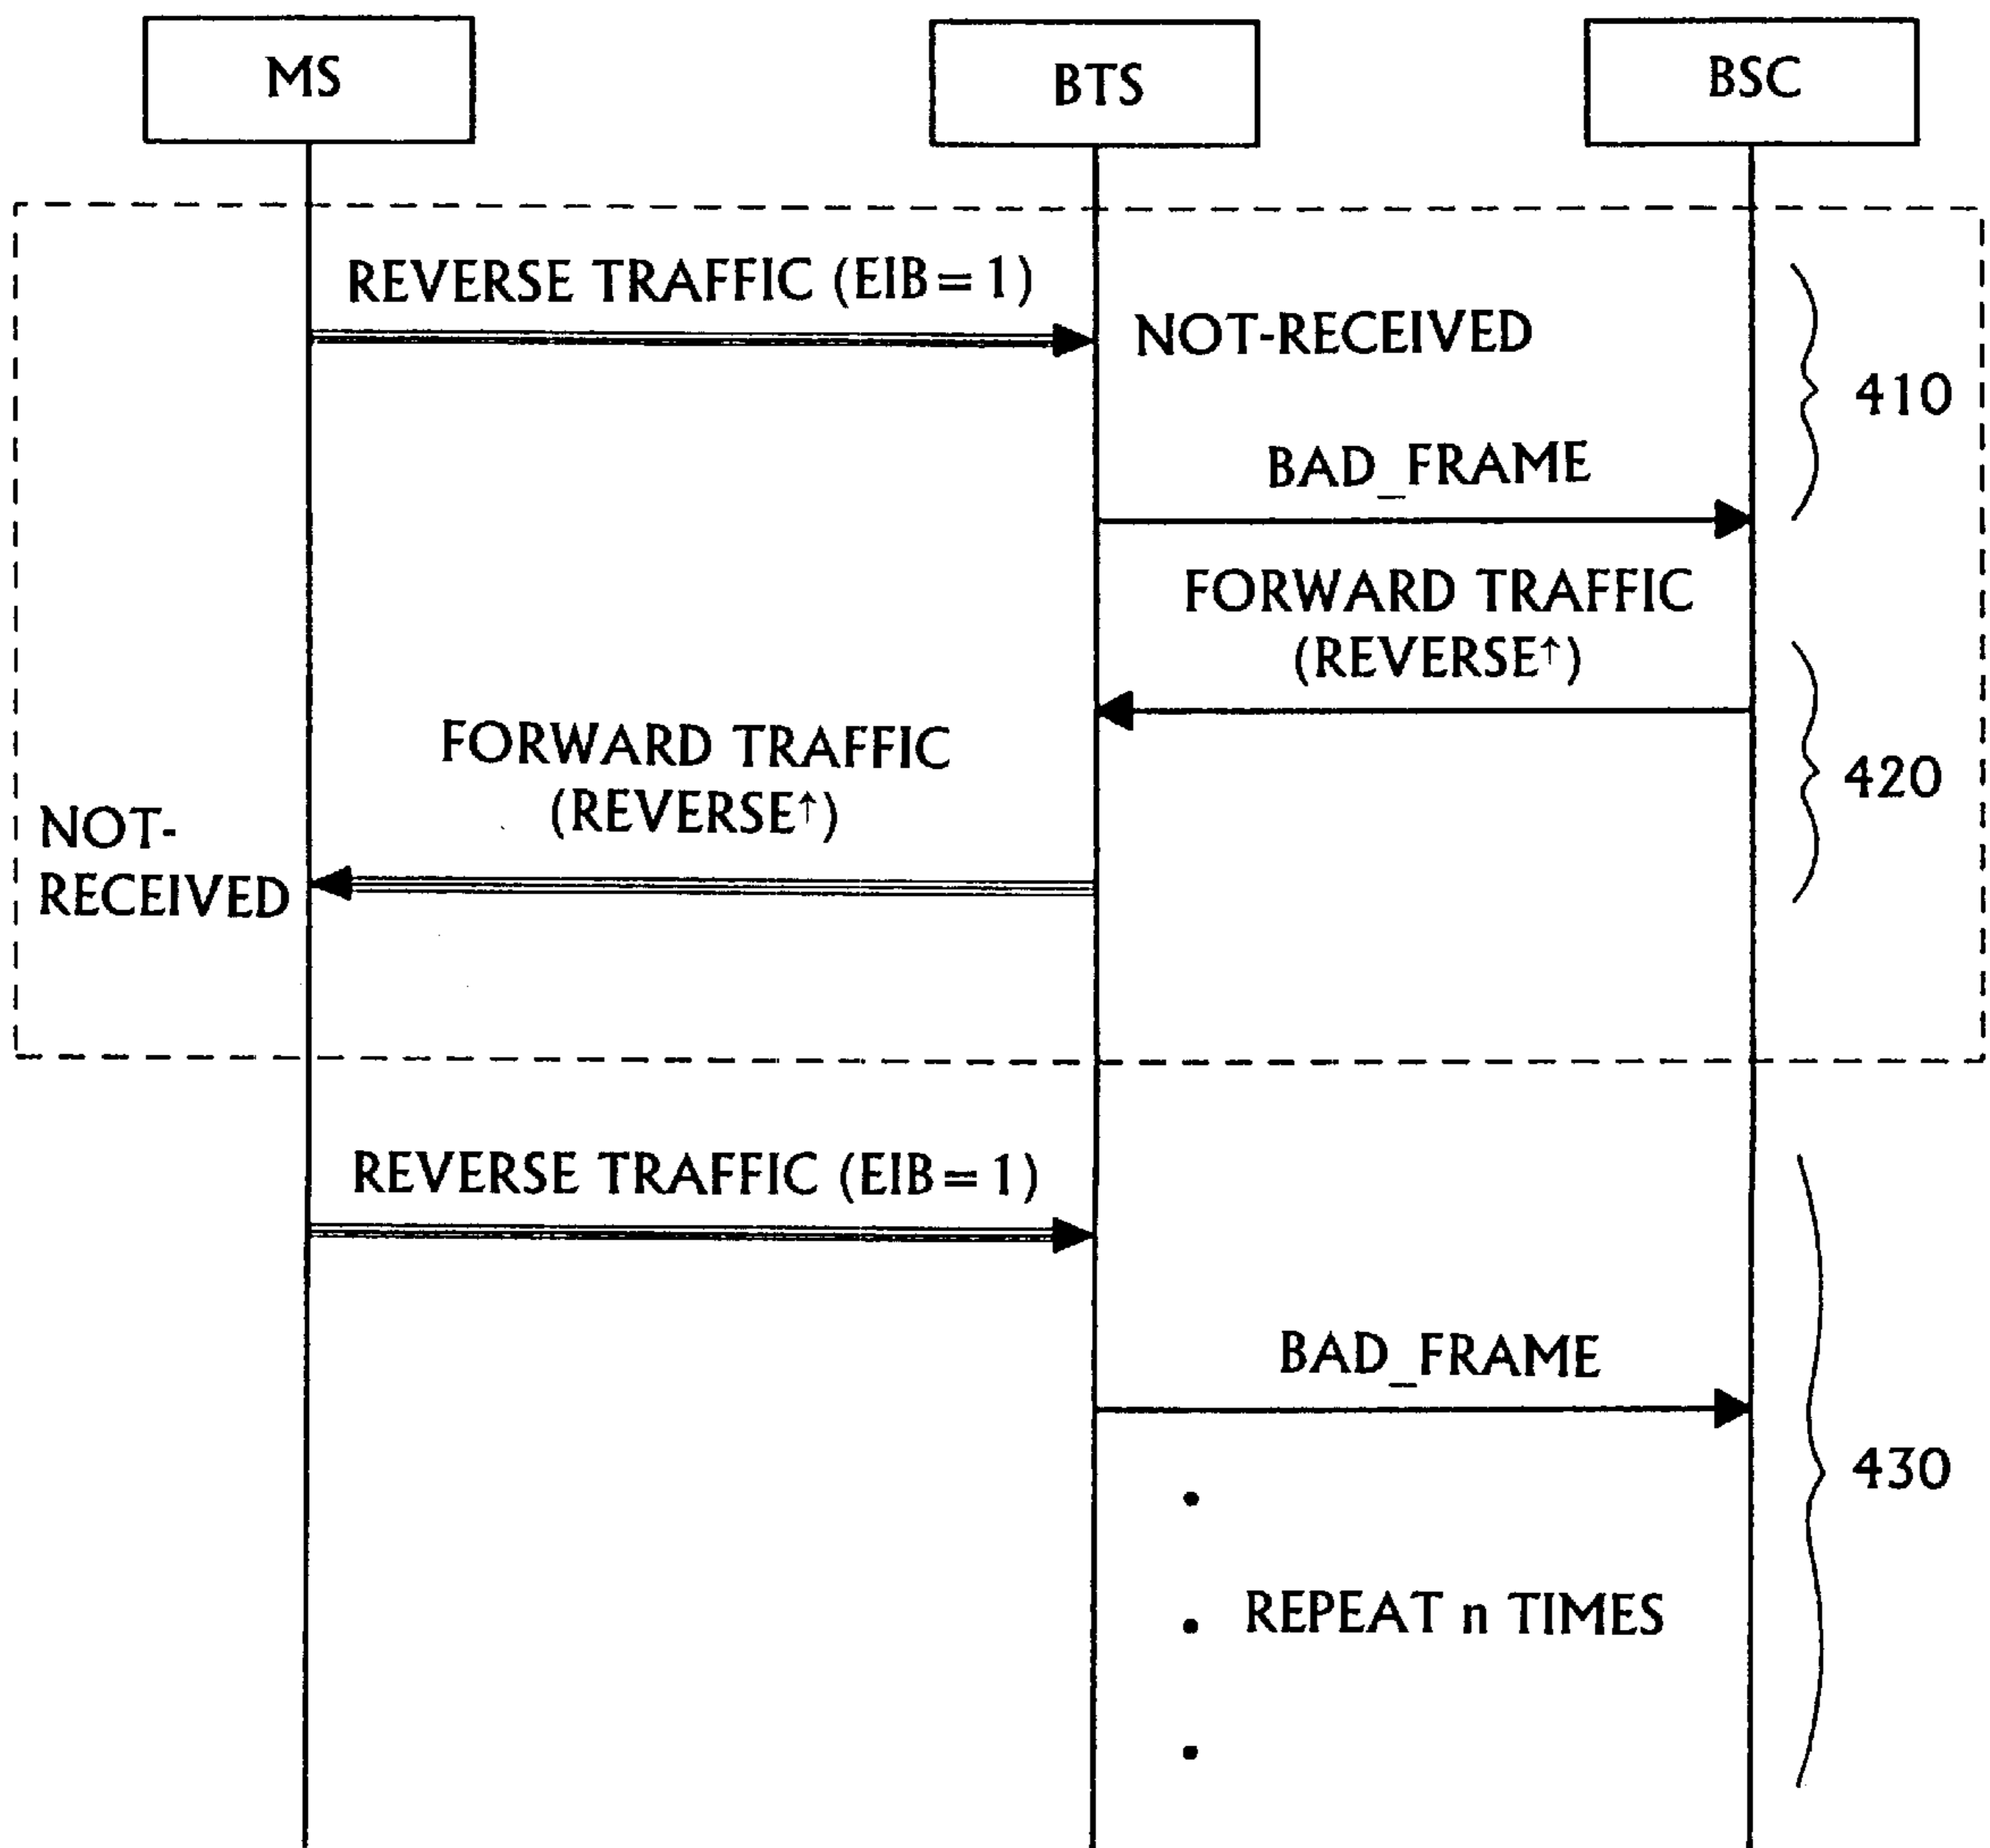 MS
BTS
BSC
REVERSE TRAFFIC (EIB = 1)
NOT-RECEIVED
410
BAD_FRAME
FORWARD TRAFFIC
(REVERSE↑)
420
FORWARD TRAFFIC
(REVERSE↑)
NOT-
RECEIVED
REVERSE TRAFFIC (EIB = 1)
BAD_FRAME
430
REPEAT n TIMES